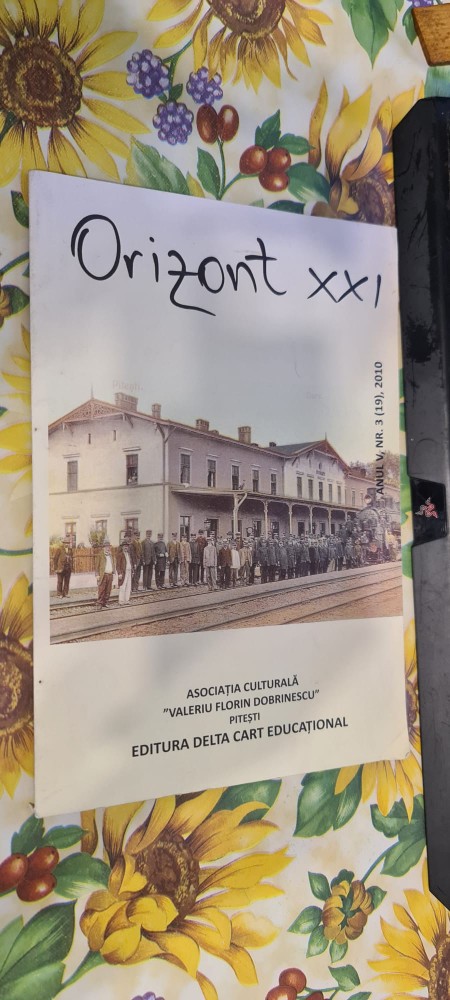 Orizont XXI
ANUL V, NR. 3 (19), 2010
ASOCIAȚIA CULTURALĂ
”VALERIU FLORIN DOBRINESCU”
PITEȘTI
EDITURA DELTA CART EDUCAȚIONAL